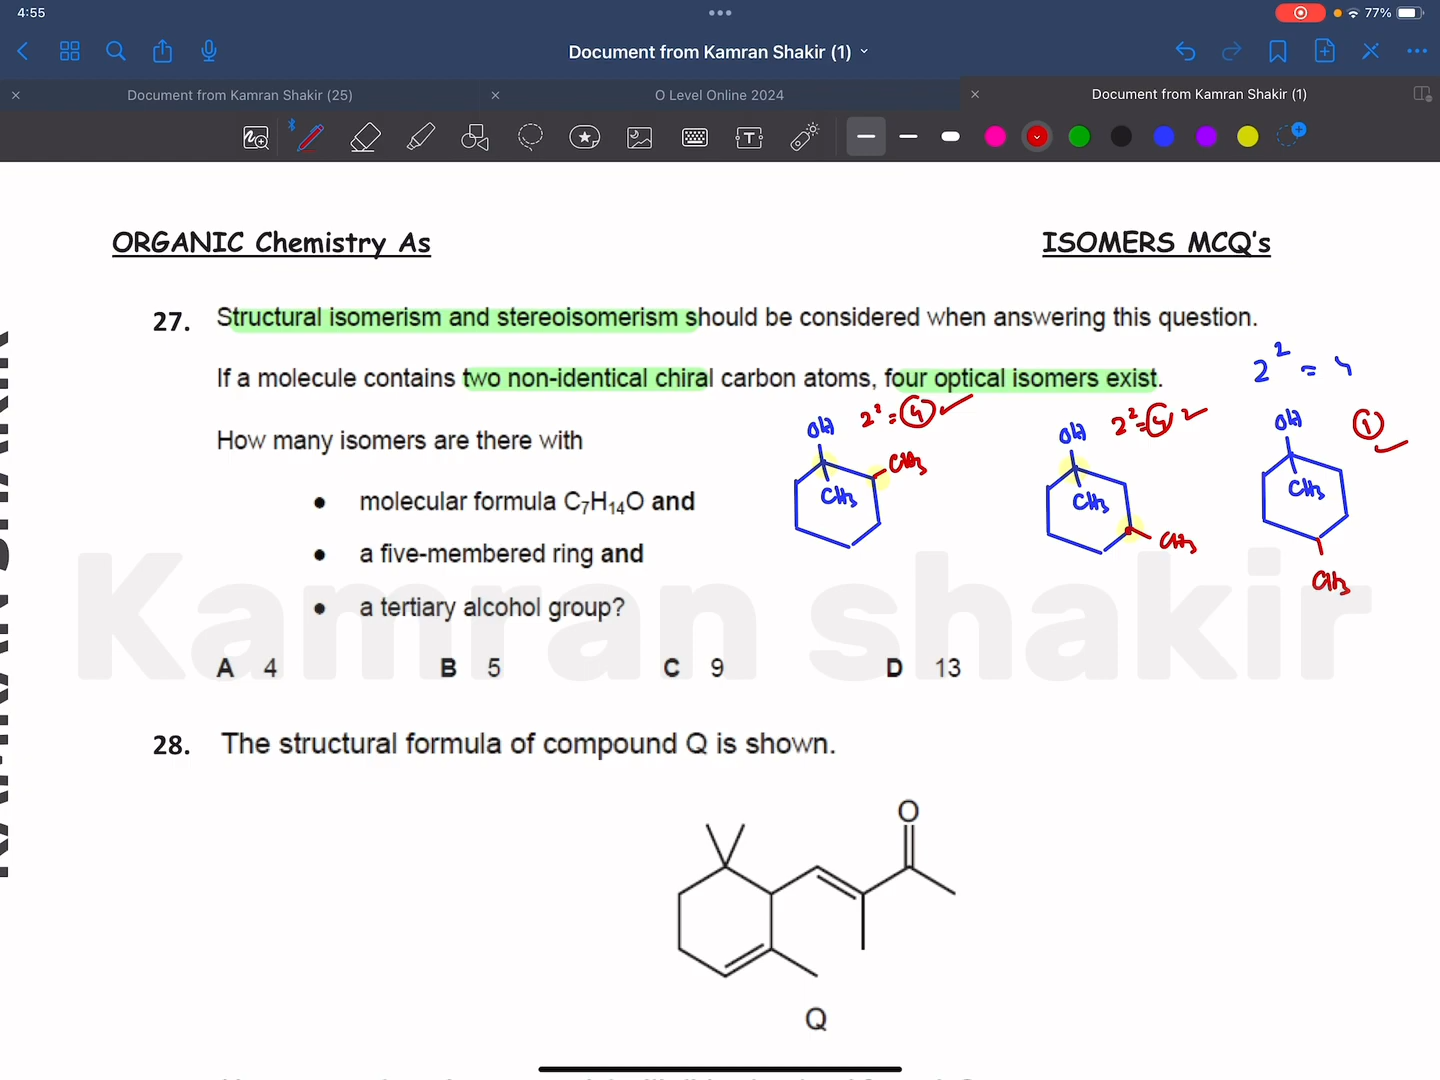 4:55
77%
Document from Kamran Shakir (1)
Document from Kamran Shakir (25)
O Level Online 2024
Document from Kamran Shakir (1)
ORGANIC Chemistry As
ISOMERS MCQ's
27. Structural isomerism and stereoisomerism should be considered when answering this question.
If a molecule contains two non-identical chiral carbon atoms, four optical isomers exist.
2² = 4
How many isomers are there with
OH 2² = 4 CH₃ CH₃
OH 2² = 4 CH₃ CH₃
OH 1 CH₃ CH₃
• molecular formula C₇H₁₄O and
• a five-membered ring and
• a tertiary alcohol group?
Kamran shakir
A 4 B 5 C 9 D 13
28. The structural formula of compound Q is shown.
O
Q